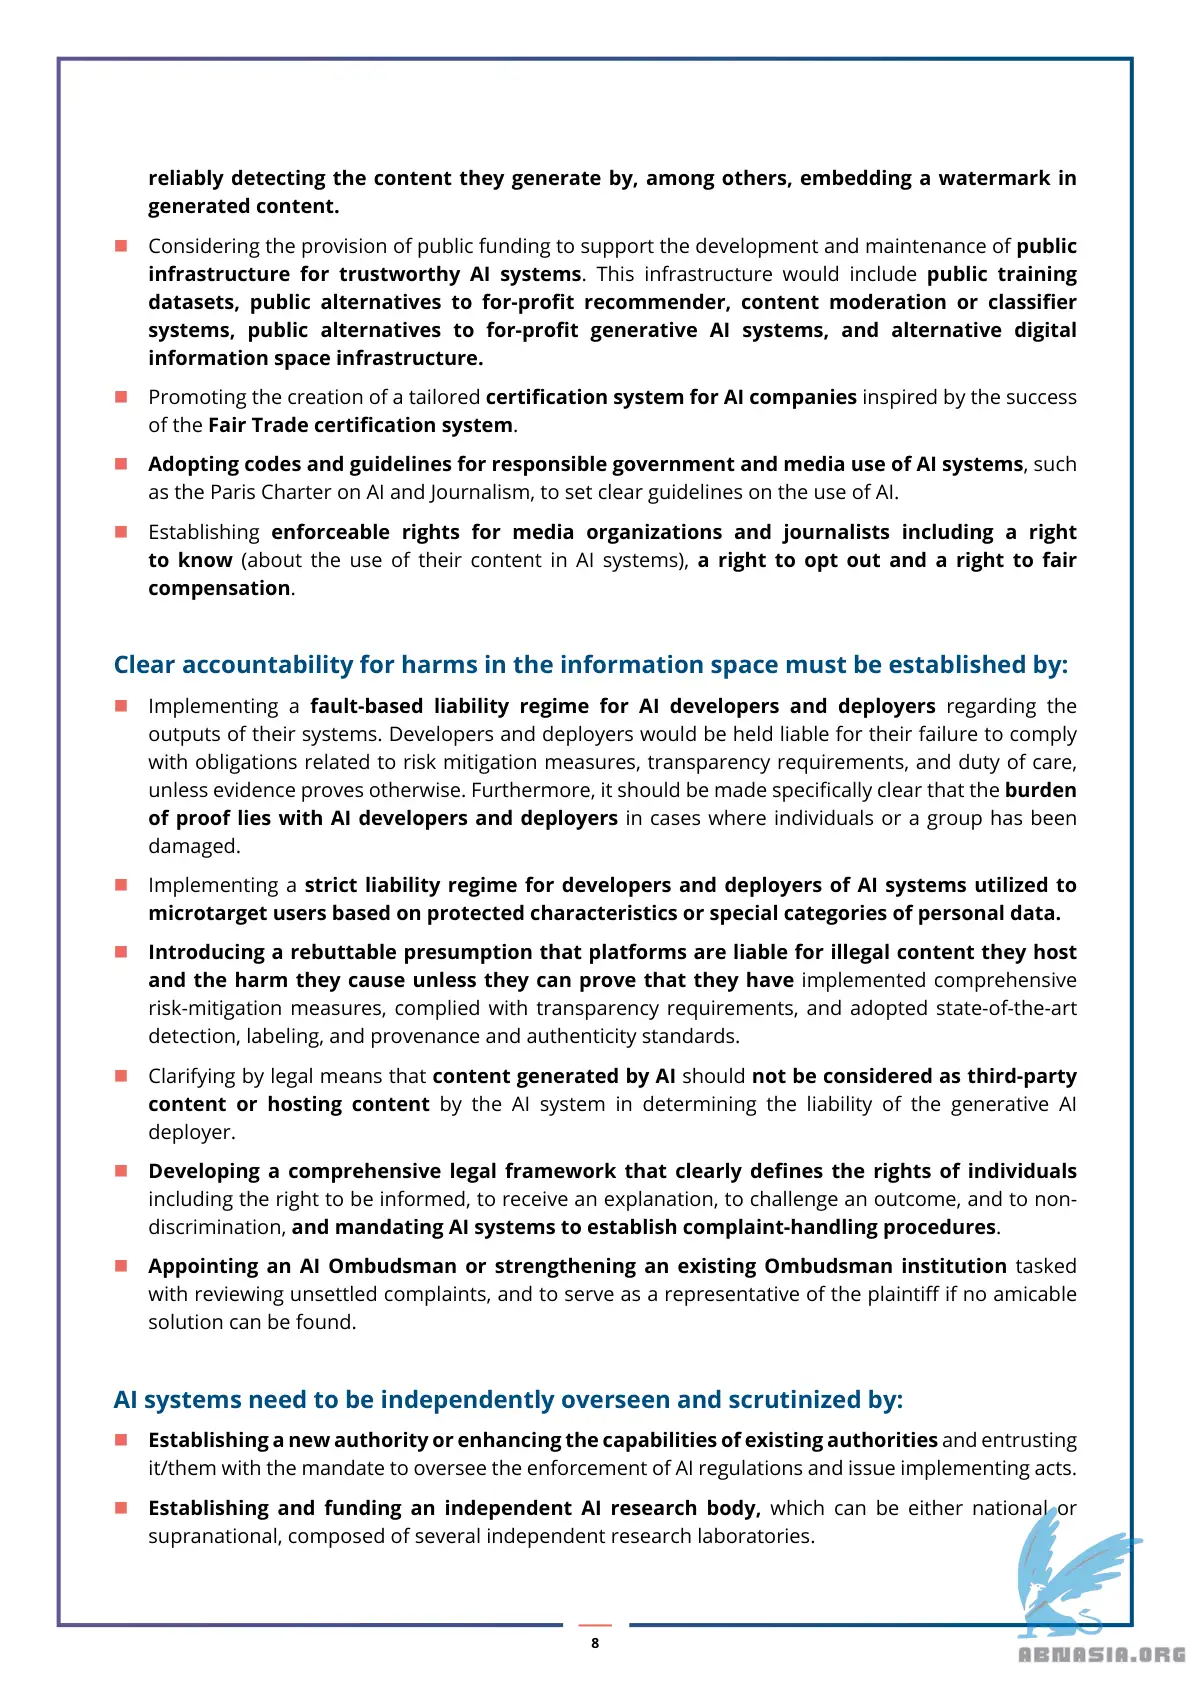 reliably detecting the content they generate by, among others, embedding a watermark in
generated content.
Considering the provision of public funding to support the development and maintenance of public
infrastructure for trustworthy AI systems. This infrastructure would include public training
datasets, public alternatives to for-profit recommender, content moderation or classifier
systems, public alternatives to for-profit generative AI systems, and alternative digital
information space infrastructure.
Promoting the creation of a tailored certification system for AI companies inspired by the success
of the Fair Trade certification system.
Adopting codes and guidelines for responsible government and media use of AI systems, such
as the Paris Charter on AI and Journalism, to set clear guidelines on the use of AI.
Establishing enforceable rights for media organizations and journalists including a right
to know (about the use of their content in AI systems), a right to opt out and a right to fair
compensation.
Clear accountability for harms in the information space must be established by:
Implementing a fault-based liability regime for AI developers and deployers regarding the
outputs of their systems. Developers and deployers would be held liable for their failure to comply
with obligations related to risk mitigation measures, transparency requirements, and duty of care,
unless evidence proves otherwise. Furthermore, it should be made specifically clear that the burden
of proof lies with AI developers and deployers in cases where individuals or a group has been
damaged.
Implementing a strict liability regime for developers and deployers of AI systems utilized to
microtarget users based on protected characteristics or special categories of personal data.
Introducing a rebuttable presumption that platforms are liable for illegal content they host
and the harm they cause unless they can prove that they have implemented comprehensive
risk-mitigation measures, complied with transparency requirements, and adopted state-of-the-art
detection, labeling, and provenance and authenticity standards.
Clarifying by legal means that content generated by AI should not be considered as third-party
content or hosting content by the AI system in determining the liability of the generative AI
deployer.
Developing a comprehensive legal framework that clearly defines the rights of individuals
including the right to be informed, to receive an explanation, to challenge an outcome, and to non-
discrimination, and mandating AI systems to establish complaint-handling procedures.
Appointing an AI Ombudsman or strengthening an existing Ombudsman institution tasked
with reviewing unsettled complaints, and to serve as a representative of the plaintiff if no amicable
solution can be found.
AI systems need to be independently overseen and scrutinized by:
Establishing a new authority or enhancing the capabilities of existing authorities and entrusting
it/them with the mandate to oversee the enforcement of AI regulations and issue implementing acts.
Establishing and funding an independent AI research body, which can be either national or
supranational, composed of several independent research laboratories.
8
ABNASIA.ORG